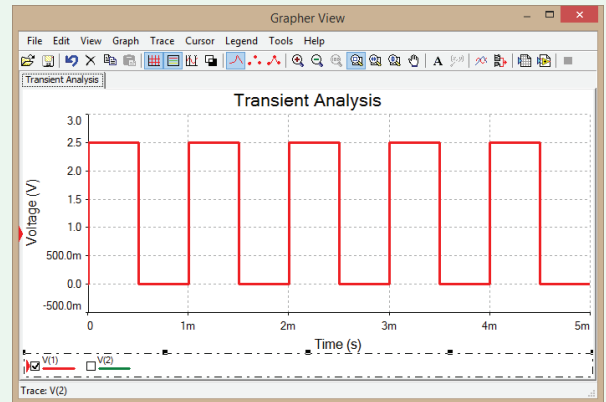 Grapher View
File Edit View Graph Trace Cursor Legend Tools Help
A
Transient Analysis
Transient Analysis
Voltage (V)
3.0
2.5
2.0
1.5
1.0
500.0m
0.0
-500.0m
0 1m 2m 3m 4m 5m
Time (s)
V(1) V(2)
Trace: V(2)